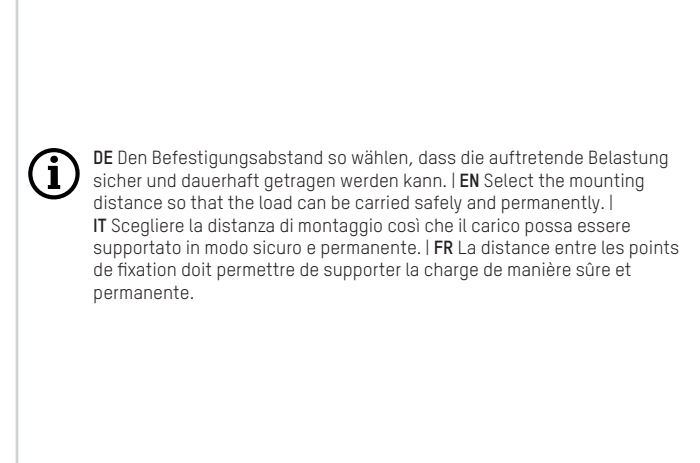 DE Den Befestigungsabstand so wählen, dass die auftretende Belastung
sicher und dauerhaft getragen werden kann. | EN Select the mounting
distance so that the load can be carried safely and permanently. |
IT Scegliere la distanza di montaggio così che il carico possa essere
supportato in modo sicuro e permanente. | FR La distance entre les points
de fixation doit permettre de supporter la charge de manière sûre et
permanente.